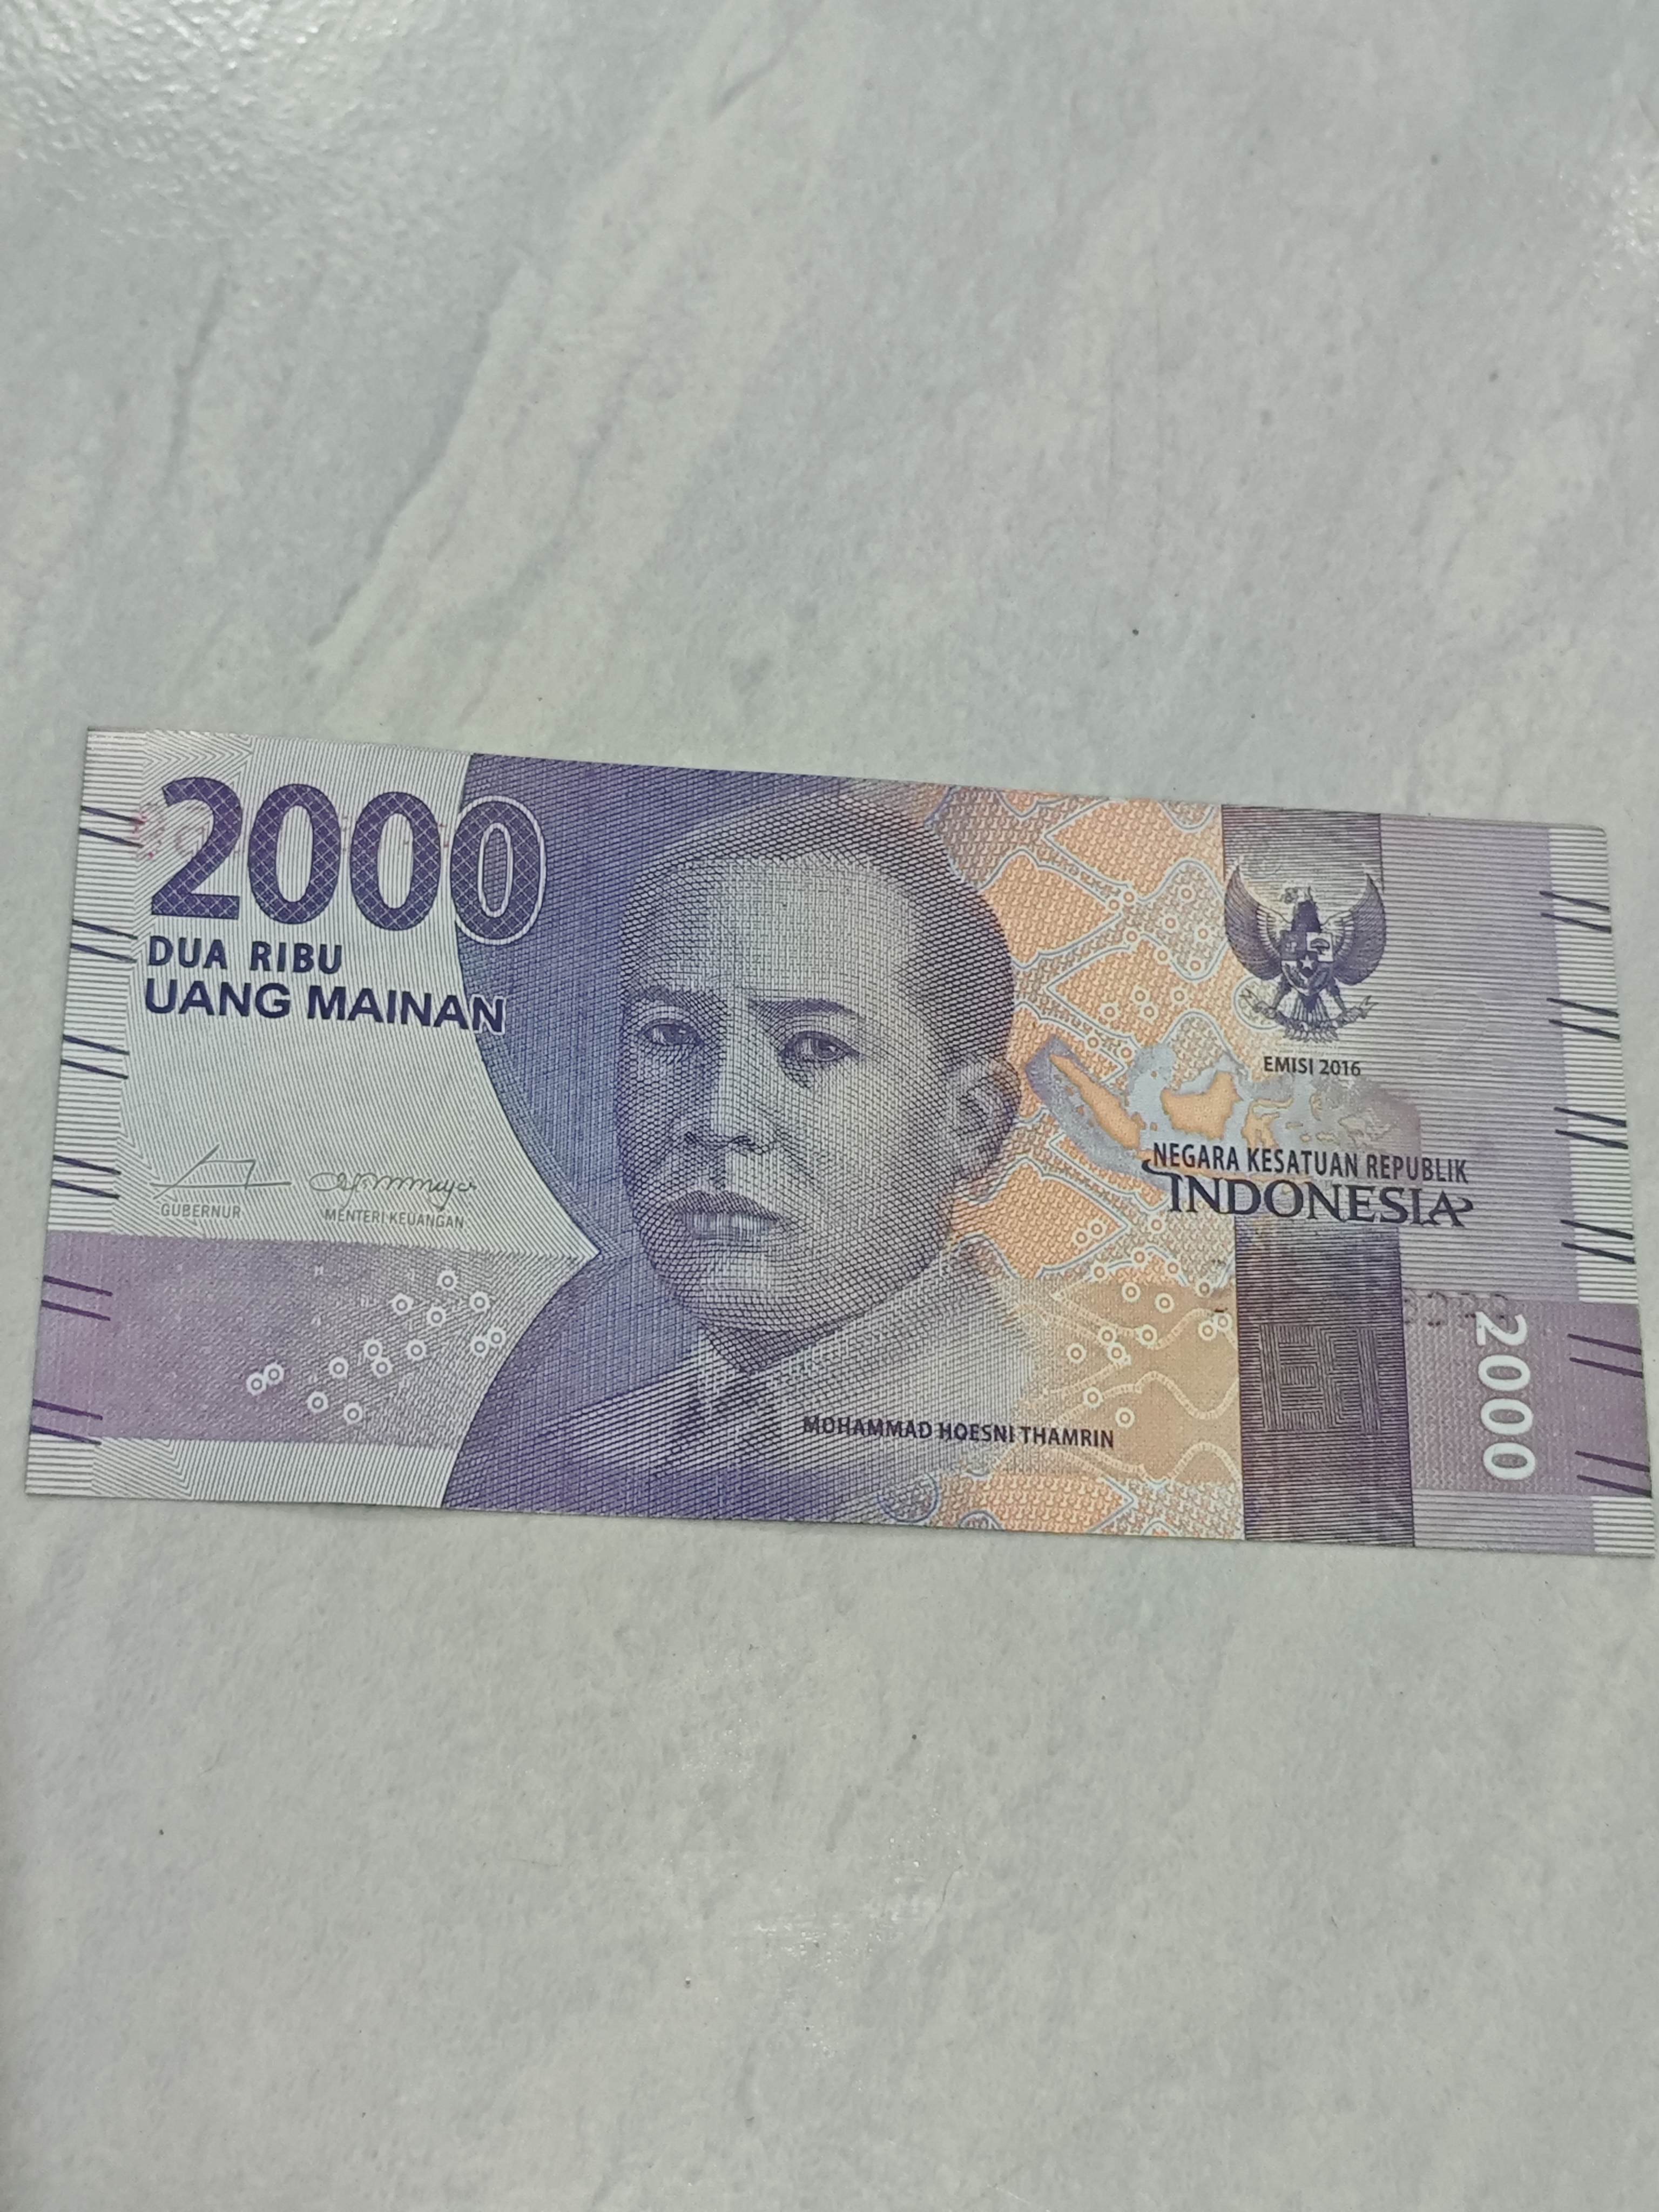 2000
DUA RIBU
UANG MAINAN
GUBERNUR
MENTERI KEUANGAN
MOHAMMAD HOESNI THAMRIN
EMISI 2016
NEGARA KESATUAN REPUBLIK
INDONESIA
2000